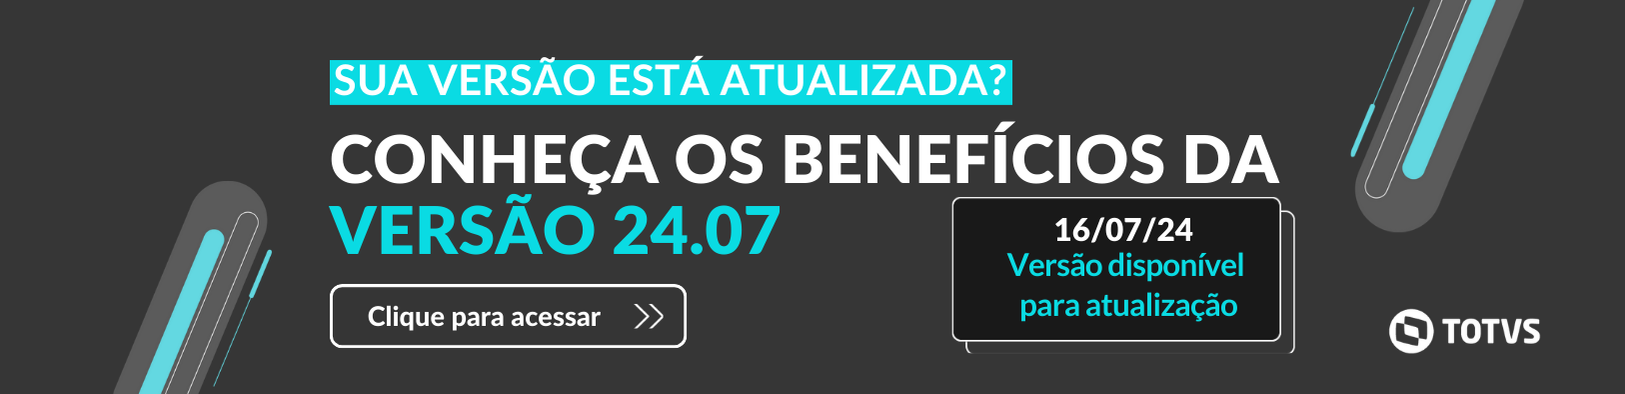 SUA VERSÃO ESTÁ ATUALIZADA?
CONHEÇA OS BENEFÍCIOS DA
VERSÃO 24.07
16/07/24
Versão disponível
para atualização
Clique para acessar
TOTVS